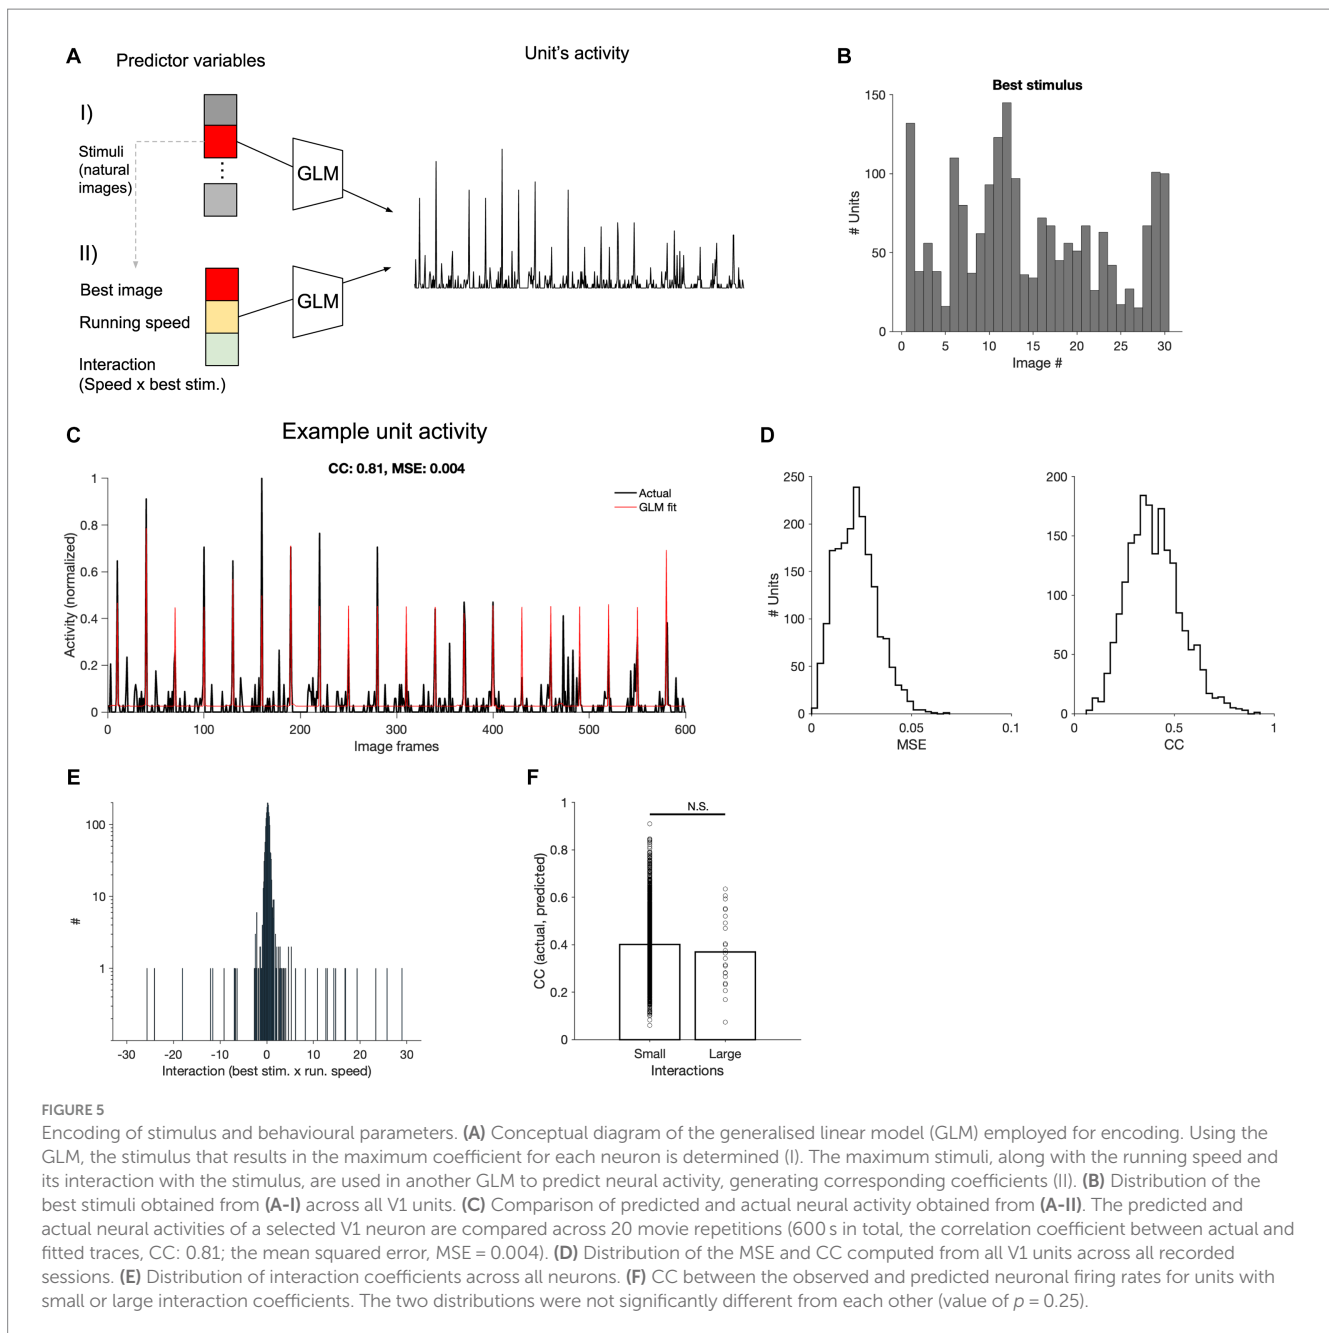 A
Predictor variables
Unit's activity
I)
Stimuli
(natural
images)
GLM
II)
Best image
Running speed
Interaction
(Speed x best stim.)
GLM
B
Best stimulus
150
100
50
0
# Units
0 5 10 15 20 25 30
Image #
C
Example unit activity
CC: 0.81, MSE: 0.004
Actual
GLM fit
1
0.8
0.6
0.4
0.2
0
Activity (normalized)
0 100 200 300 400 500 600
Image frames
D
250
200
150
100
50
0
# Units
0 0.05 0.1
MSE
200
150
100
50
0
0 0.5 1
CC
E
100
10
1
#
-30 -20 -10 0 10 20 30
Interaction (best stim. x run. speed)
F
N.S.
1
0.8
0.6
0.4
0.2
0
CC (actual, predicted)
Small Large
Interactions
FIGURE 5
Encoding of stimulus and behavioural parameters. (A) Conceptual diagram of the generalised linear model (GLM) employed for encoding. Using the
GLM, the stimulus that results in the maximum coefficient for each neuron is determined (I). The maximum stimuli, along with the running speed and
its interaction with the stimulus, are used in another GLM to predict neural activity, generating corresponding coefficients (II). (B) Distribution of the
best stimuli obtained from (A-I) across all V1 units. (C) Comparison of predicted and actual neural activity obtained from (A-II). The predicted and
actual neural activities of a selected V1 neuron are compared across 20 movie repetitions (600 s in total, the correlation coefficient between actual and
fitted traces, CC: 0.81; the mean squared error, MSE = 0.004). (D) Distribution of the MSE and CC computed from all V1 units across all recorded
sessions. (E) Distribution of interaction coefficients across all neurons. (F) CC between the observed and predicted neuronal firing rates for units with
small or large interaction coefficients. The two distributions were not significantly different from each other (value of p = 0.25).